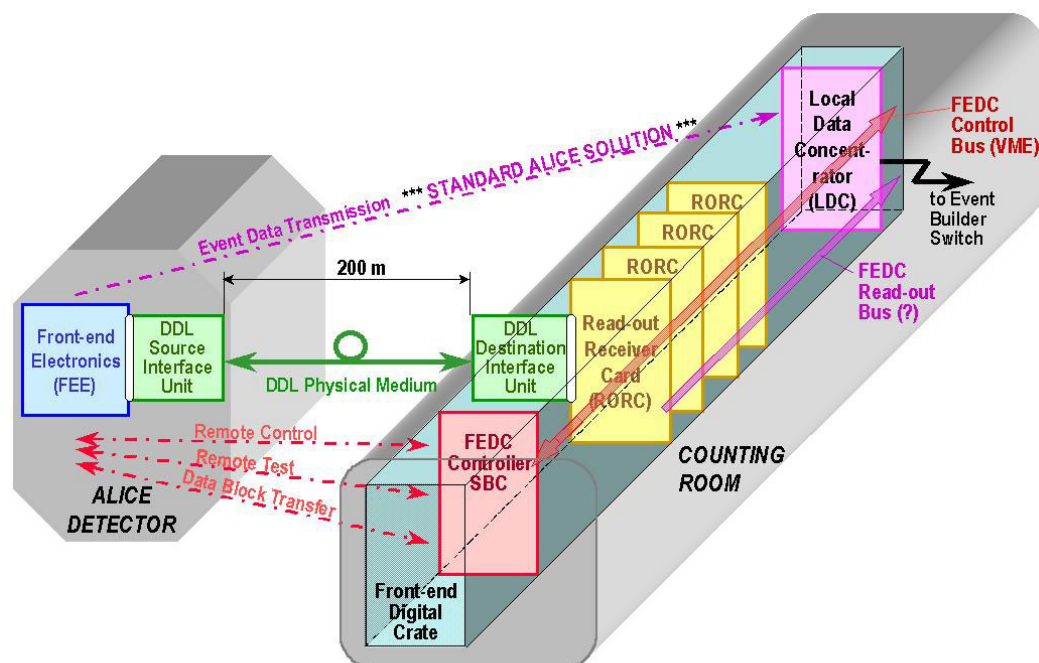 Local
Data
Concent-
rator
(LDC)
FEDC
Control
Bus (VME)
to Event
Builder
Switch
FEDC
Read-out
Bus (?)
Event Data Transmission *** STANDARD ALICE SOLUTION ***
RORC
RORC
RORC
200 m
Front-end
Electronics
(FEE)
DDL
Source
Interface
Unit
DDL Physical Medium
DDL
Destination
Interface
Unit
Read-out
Receiver
Card
(RORC)
Remote Control
Remote Test
Data Block Transfer
FEDC
Controller
SBC
ALICE
DETECTOR
COUNTING
ROOM
Front-end
Digital
Crate